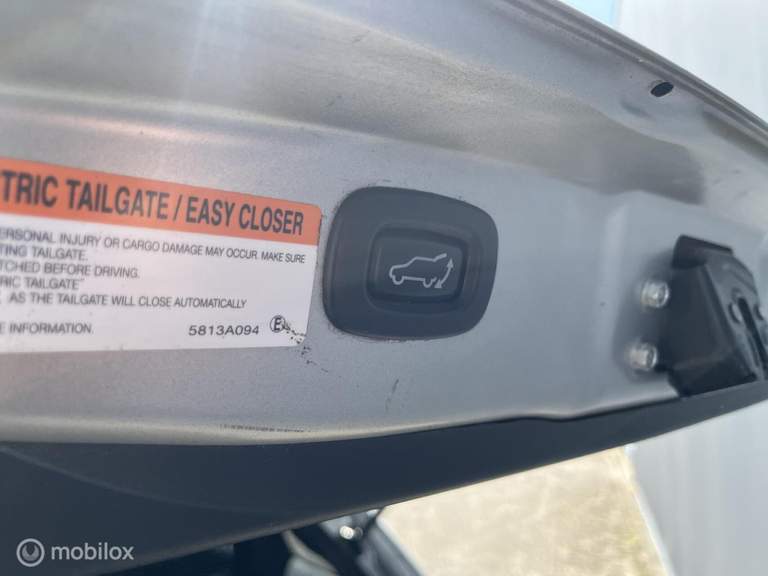 TRIC TAILGATE / EASY CLOSER
ERSONAL INJURY OR CARGO DAMAGE MAY OCCUR. MAKE SURE
TING TAILGATE.
TCHED BEFORE DRIVING.
RIC TAILGATE"
AS THE TAILGATE WILL CLOSE AUTOMATICALLY
E INFORMATION.
5813A094 E
mobilox